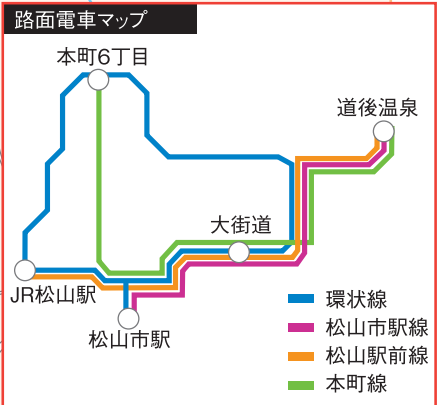 路面電車マップ
本町6丁目
道後温泉
大街道
JR松山駅
松山市駅
環状線
松山市駅線
松山駅前線
本町線